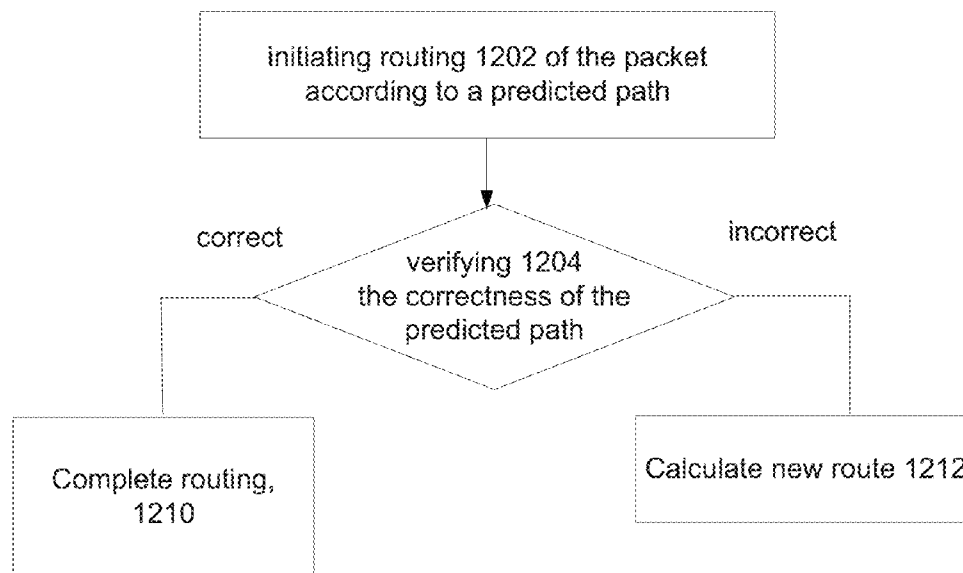 initiating routing 1202 of the packet
according to a predicted path
correct
incorrect
verifying 1204
the correctness of the
predicted path
Complete routing,
1210
Calculate new route 1212